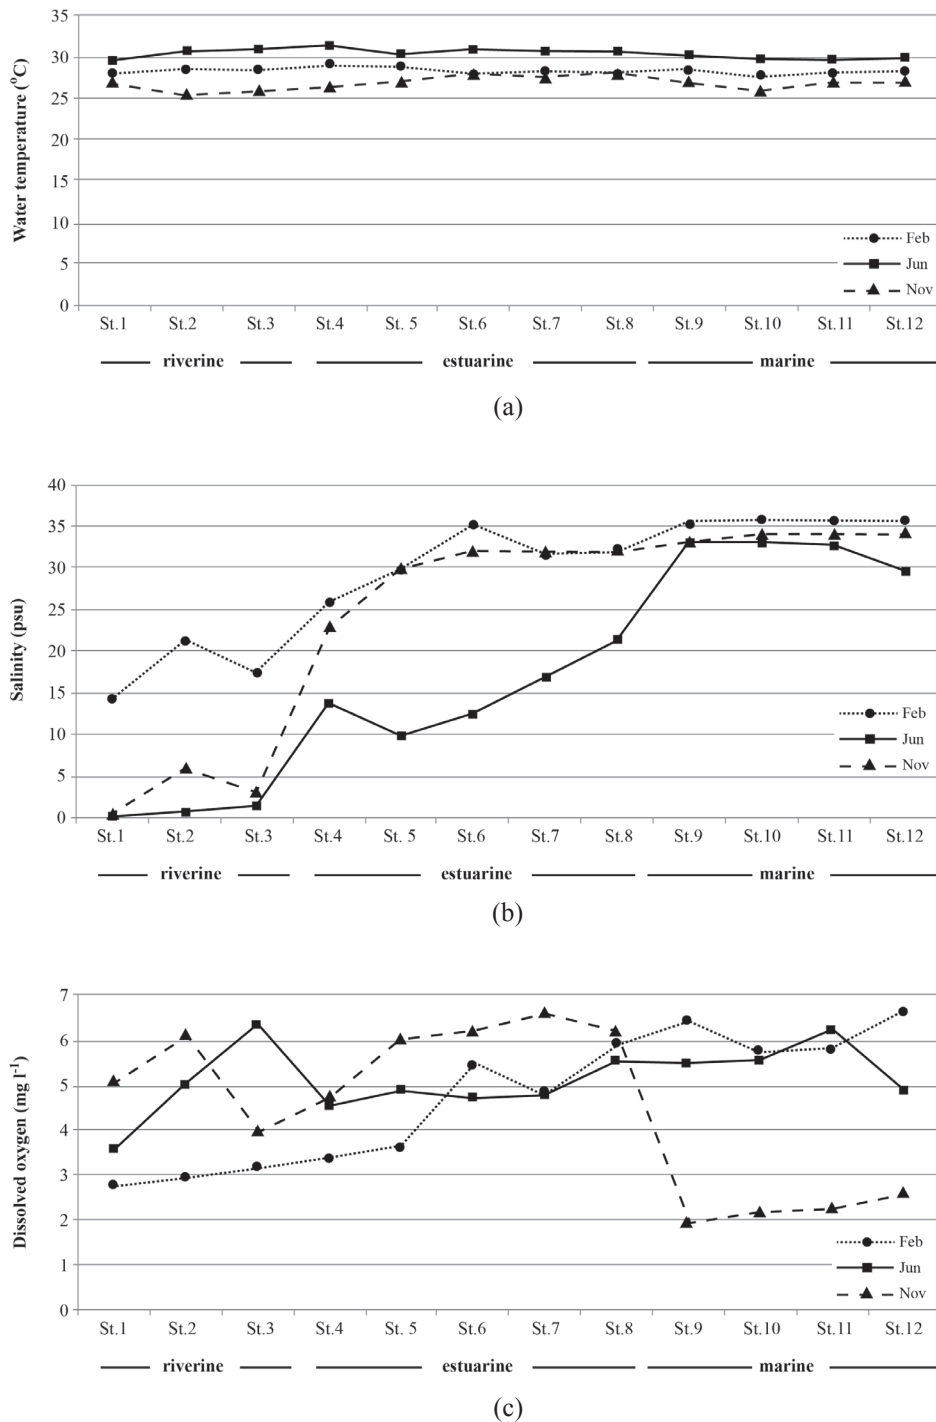 35
30
25
20
15
10
5
0
Water temperature (°C)
Feb
Jun
Nov
St.1 St.2 St.3 St.4 St. 5 St.6 St.7 St.8 St.9 St.10 St.11 St.12
riverine estuarine marine
(a)
40
35
30
25
20
15
10
5
0
Salinity (psu)
Feb
Jun
Nov
St.1 St.2 St.3 St.4 St. 5 St.6 St.7 St.8 St.9 St.10 St.11 St.12
riverine estuarine marine
(b)
7
6
5
4
3
2
1
0
Dissolved oxygen (mg l⁻¹)
Feb
Jun
Nov
St.1 St.2 St.3 St.4 St. 5 St.6 St.7 St.8 St.9 St.10 St.11 St.12
riverine estuarine marine
(c)